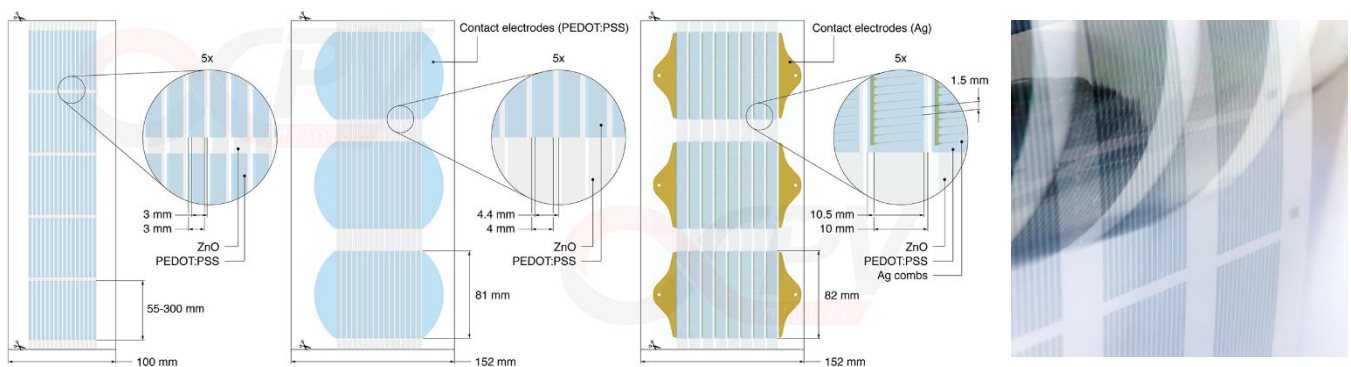 5x
3 mm
3 mm
ZnO
PEDOT:PSS
55-300 mm
100 mm
Contact electrodes (PEDOT:PSS)
5x
4.4 mm
4 mm
ZnO
PEDOT:PSS
81 mm
152 mm
Contact electrodes (Ag)
5x
1.5 mm
10.5 mm
10 mm
ZnO
PEDOT:PSS
Ag combs
82 mm
152 mm